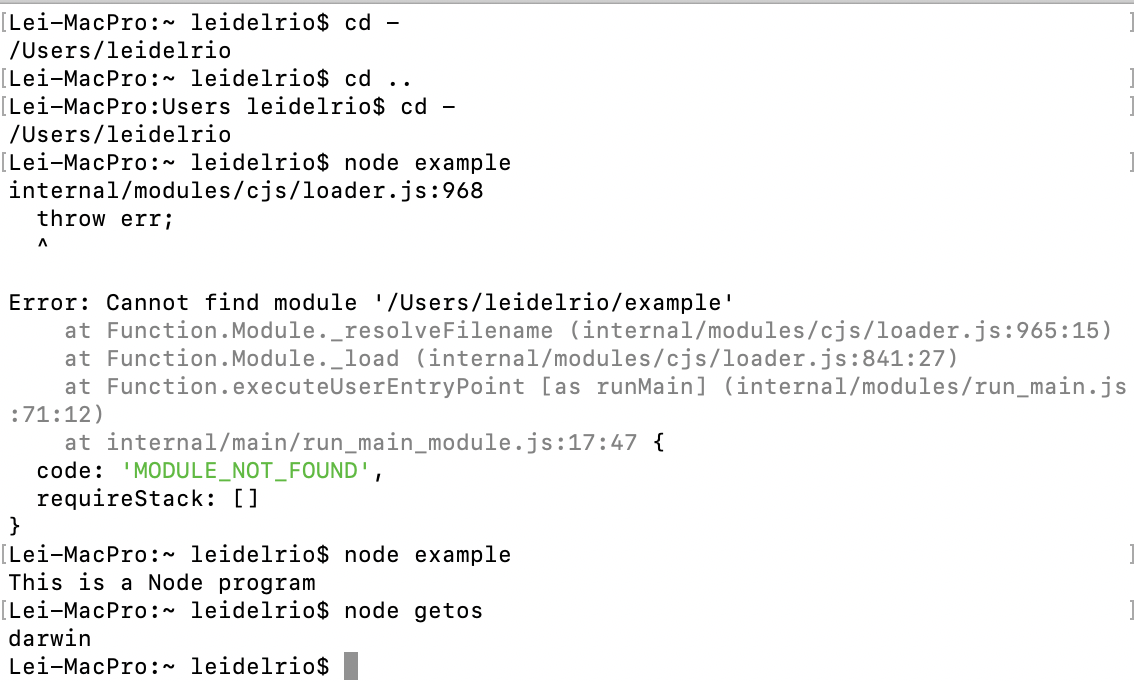 [Lei-MacPro:~ leidelrio$ cd - ]
/Users/leidelrio
[Lei-MacPro:~ leidelrio$ cd .. ]
[Lei-MacPro:Users leidelrio$ cd - ]
/Users/leidelrio
[Lei-MacPro:~ leidelrio$ node example ]
internal/modules/cjs/loader.js:968
  throw err;
  ^

Error: Cannot find module '/Users/leidelrio/example'
    at Function.Module._resolveFilename (internal/modules/cjs/loader.js:965:15)
    at Function.Module._load (internal/modules/cjs/loader.js:841:27)
    at Function.executeUserEntryPoint [as runMain] (internal/modules/run_main.js
:71:12)
    at internal/main/run_main_module.js:17:47 {
  code: 'MODULE_NOT_FOUND',
  requireStack: []
}
[Lei-MacPro:~ leidelrio$ node example ]
This is a Node program
[Lei-MacPro:~ leidelrio$ node getos ]
darwin
Lei-MacPro:~ leidelrio$